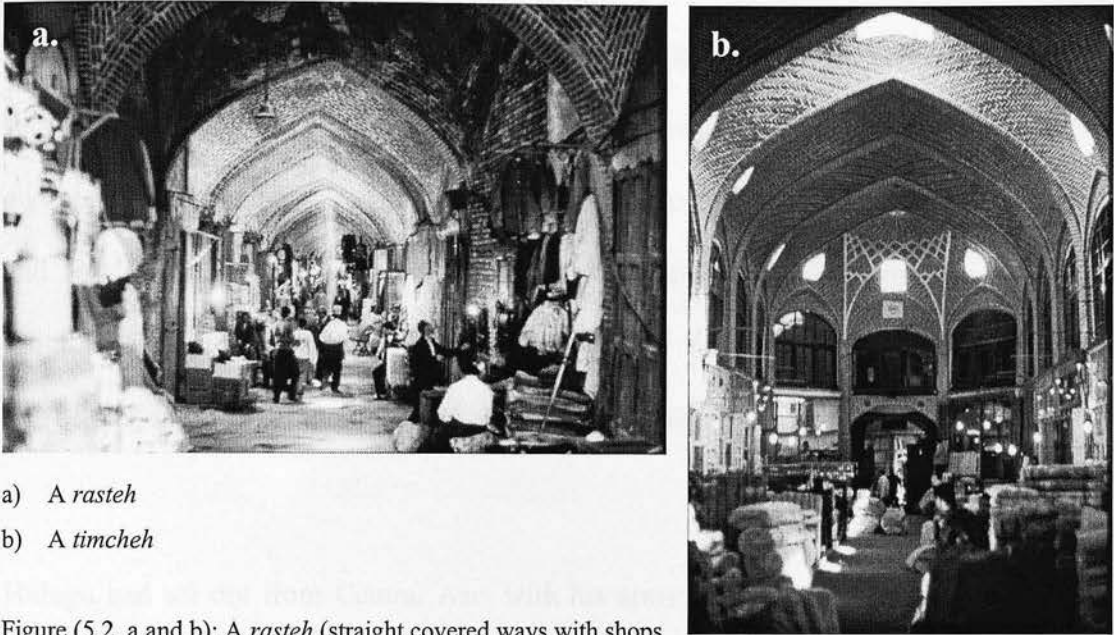 a.
b.
a) A rasteh
b) A timcheh
Figure (5.2, a and b): A rasteh (straight covered ways with shops